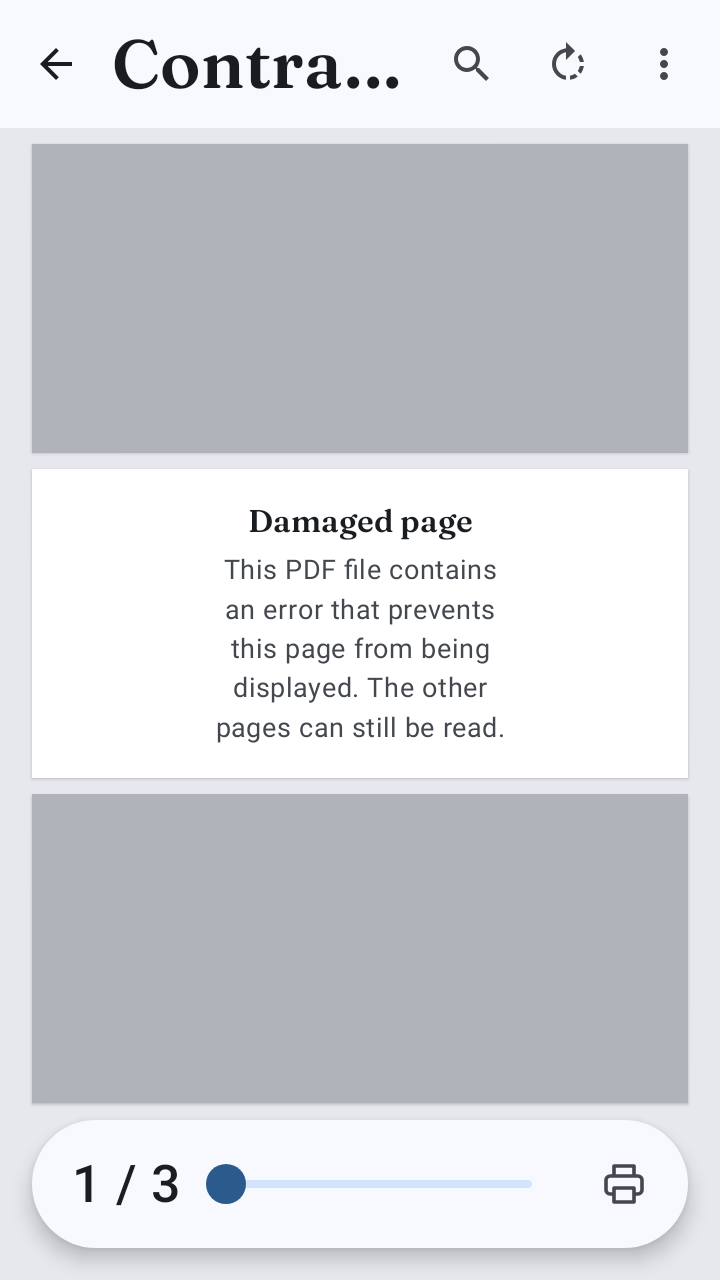 Contra...
Damaged page
This PDF file contains
an error that prevents
this page from being
displayed. The other
pages can still be read.
1 / 3